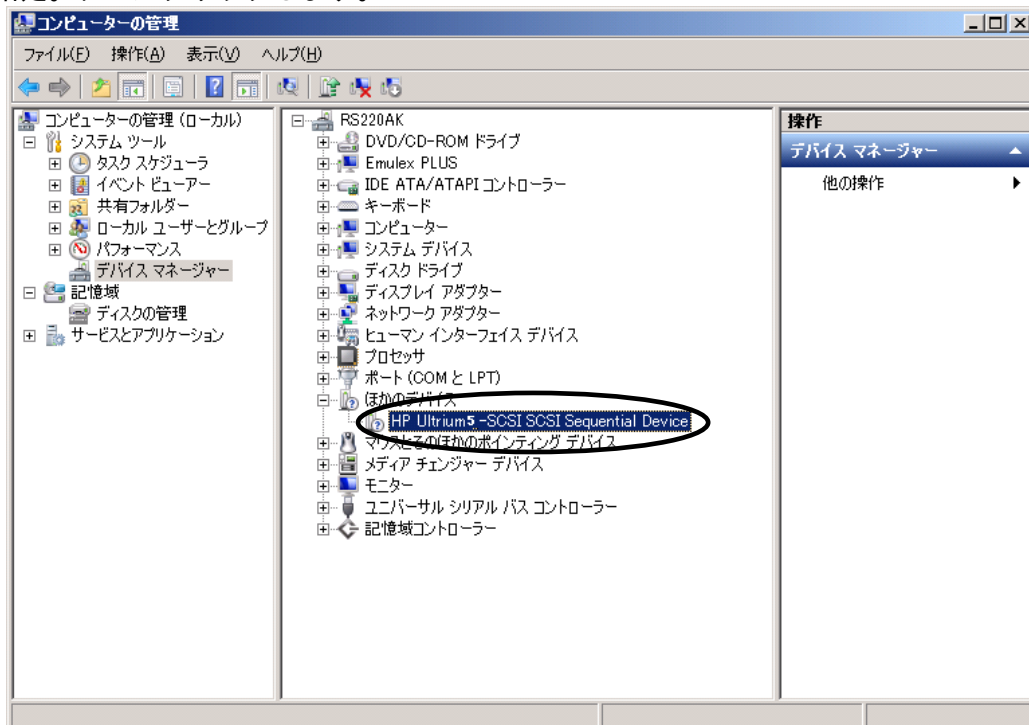 コンピューターの管理
ファイル(F) 操作(A) 表示(V) ヘルプ(H)
コンピューターの管理 (ローカル)
システム ツール
タスク スケジューラ
イベント ビューアー
共有フォルダー
ローカル ユーザーとグループ
パフォーマンス
デバイス マネージャー
記憶域
ディスクの管理
サービスとアプリケーション
RS220AK
DVD/CD-ROM ドライブ
Emulex PLUS
IDE ATA/ATAPI コントローラー
キーボード
コンピューター
システム デバイス
ディスク ドライブ
ディスプレイ アダプター
ネットワーク アダプター
ヒューマン インターフェイス デバイス
プロセッサ
ポート (COM と LPT)
ほかのデバイス
HP Ultrium5 -SCSI SCSI Sequential Device
マウスとそのほかのポインティング デバイス
メディア チェンジャー デバイス
モニター
ユニバーサル シリアル バス コントローラー
記憶域コントローラー
操作
デバイス マネージャー
他の操作